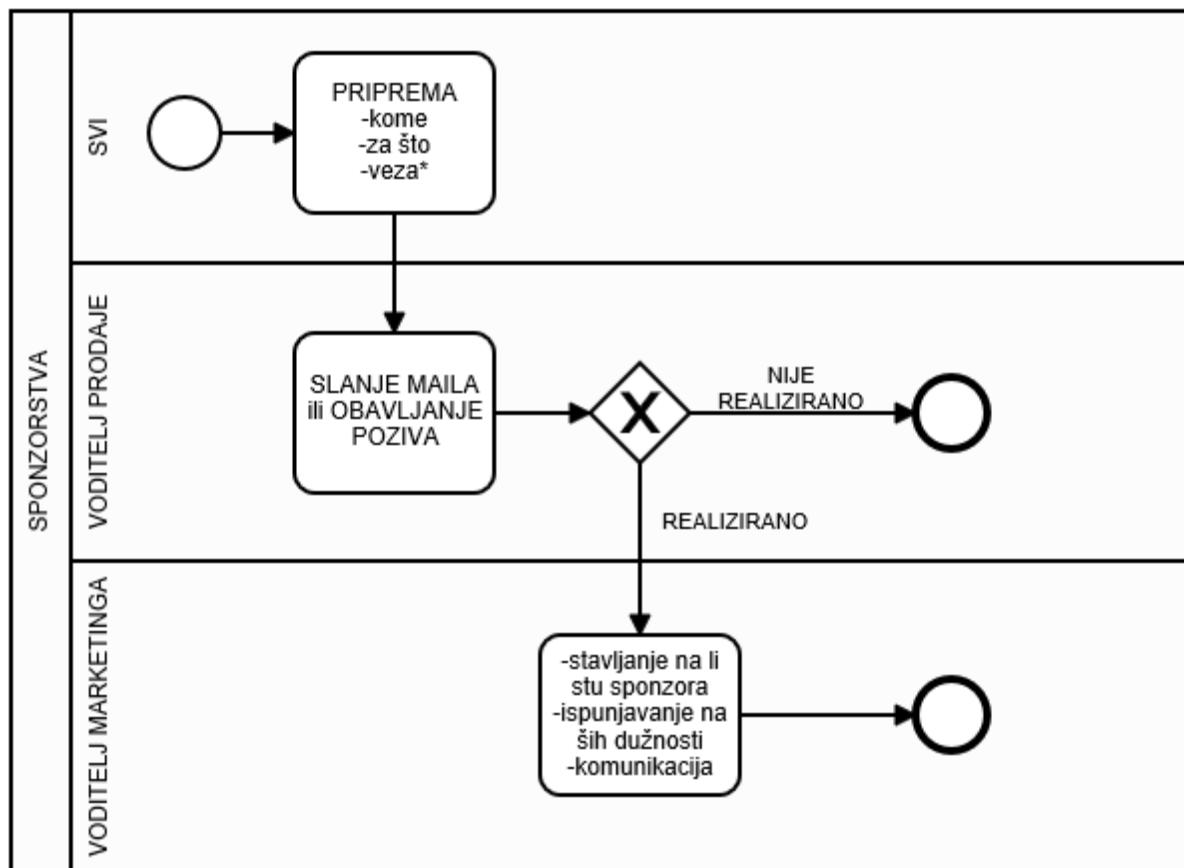 SPONZORSTVA
SVI
PRIPREMA
-kome
-za što
-veza*
VODITELJ PRODAJE
SLANJE MAILA
ili OBAVLJANJE
POZIVA
X
NIJE
REALIZIRANO
REALIZIRANO
VODITELJ MARKETINGA
-stavljanje na li
stu sponzora
-ispunjavanje na
ših dužnosti
-komunikacija